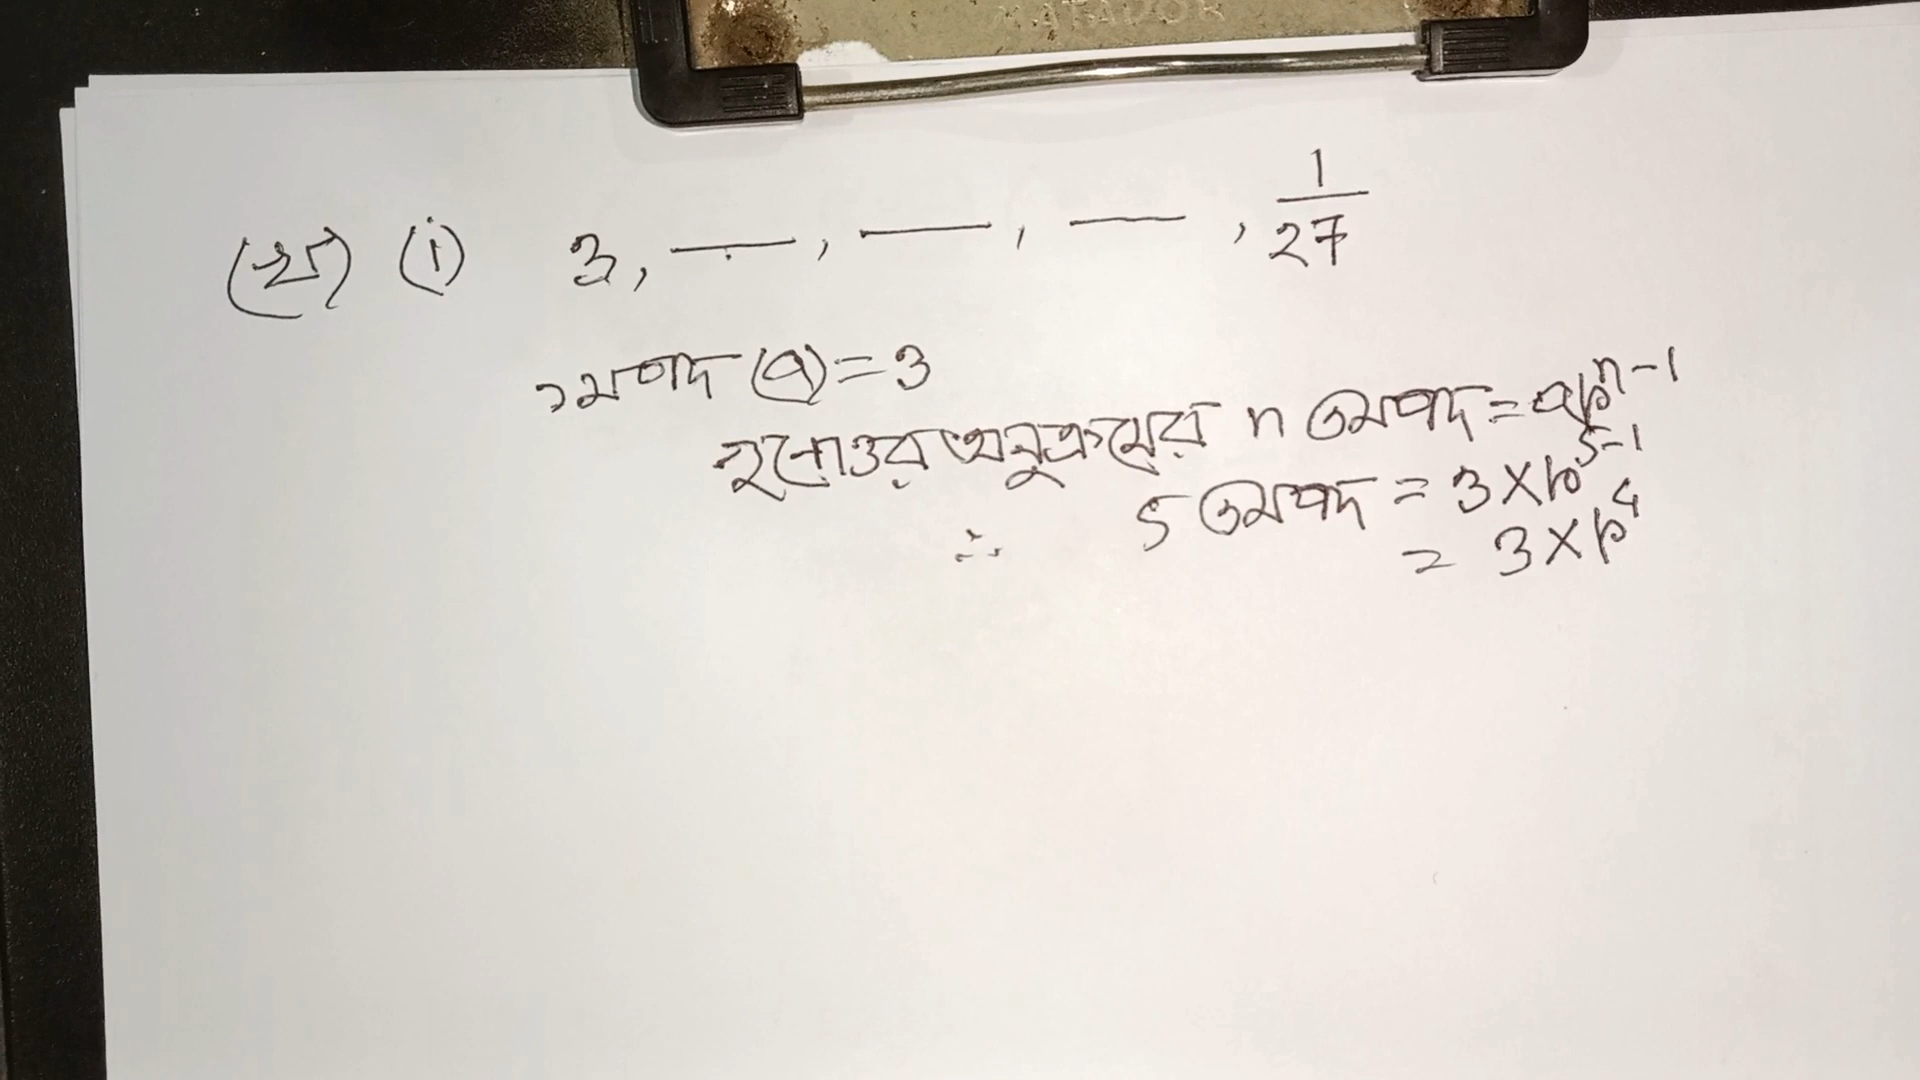 MATADOR
(খ) (i) 3, —, —, —, 1/27
১ম পদ (a) = 3
গুণোত্তর অনুক্রমের n তম পদ = ar^n-1
∴ 5 তম পদ = 3 × r^5-1
= 3 × r^4